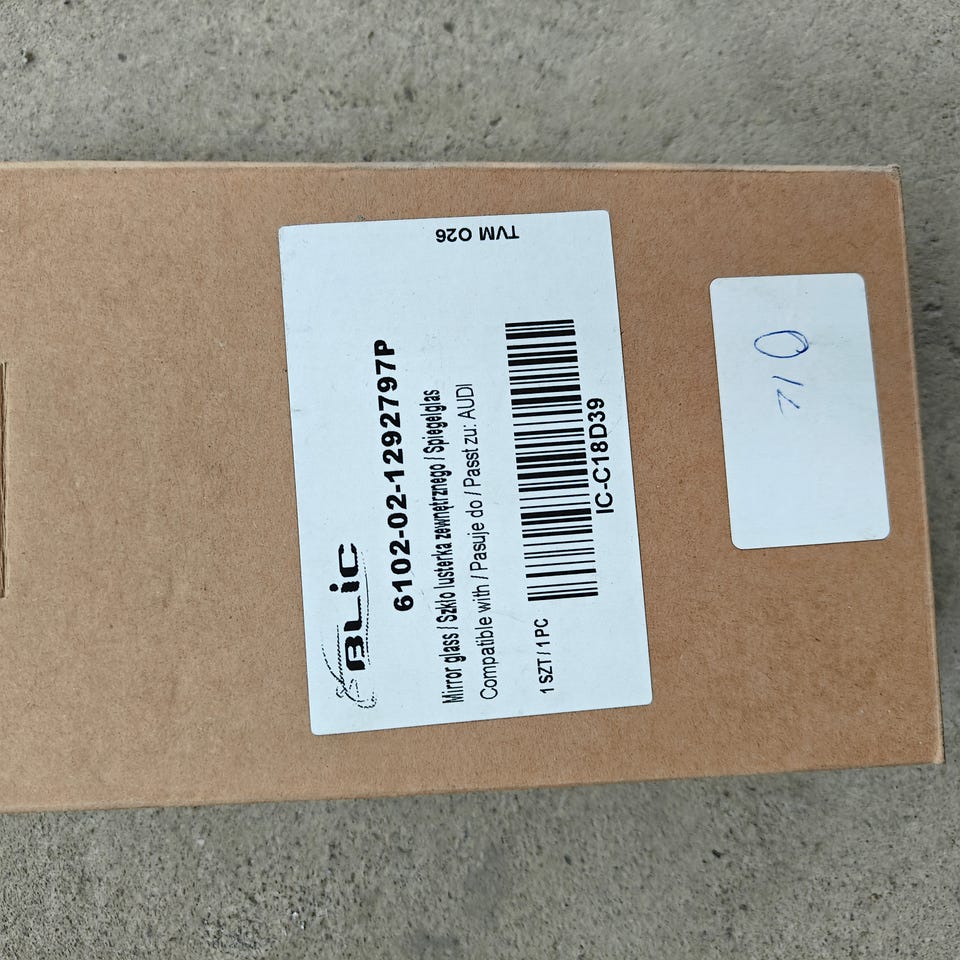 BLIC
6102-02-1292797P
Mirror glass / Szkło lusterka zewnętrznego / Spiegelglas
Compatible with / Pasuje do / Passt zu: AUDI
1 SZT / 1 PC
IC-C18D39
TVM O26
710